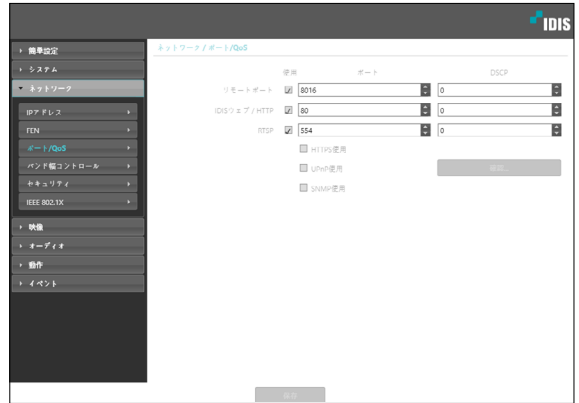 IDIS
簡単設定
システム
ネットワーク
IPアドレス
FEN
ポート/QoS
バンド幅コントロール
セキュリティ
IEEE 802.1X
映像
オーディオ
動作
イベント
ネットワーク / ポート/QoS
使用 ポート DSCP
リモートポート 8016 0
IDISウェブ / HTTP 80 0
RTSP 554 0
HTTPS使用
UPnP使用
SNMP使用
保存